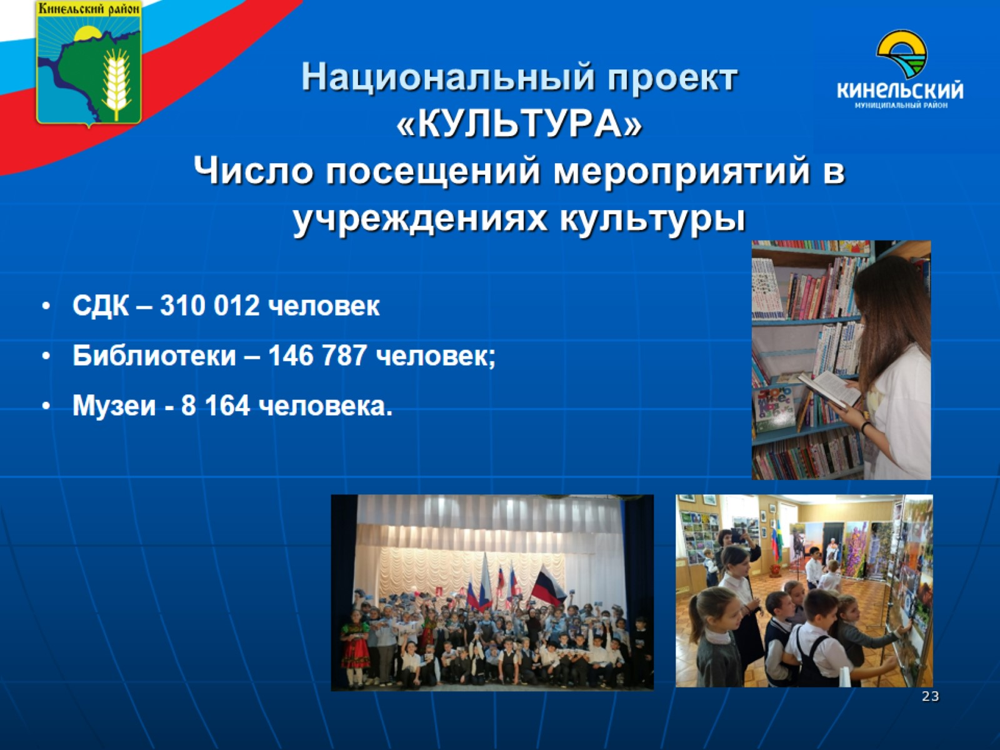 Кинельский район
КИНЕЛЬСКИЙ
МУНИЦИПАЛЬНЫЙ РАЙОН
Национальный проект
«КУЛЬТУРА»
Число посещений мероприятий в
учреждениях культуры
• СДК – 310 012 человек
• Библиотеки – 146 787 человек;
• Музеи - 8 164 человека.
23